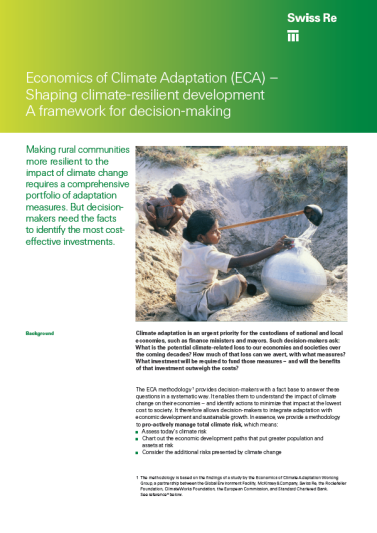 Swiss Re
Economics of Climate Adaptation (ECA) –
Shaping climate-resilient development
A framework for decision-making
Making rural communities
more resilient to the
impact of climate change
requires a comprehensive
portfolio of adaptation
measures. But decision-
makers need the facts
to identify the most cost-
effective investments.
Background
Climate adaptation is an urgent priority for the custodians of national and local
economies, such as finance ministers and mayors. Such decision-makers ask:
What is the potential climate-related loss to our economies and societies over
the coming decades? How much of that loss can we avert, with what measures?
What investment will be required to fund those measures – and will the benefits
of that investment outweigh the costs?
The ECA methodology¹ provides decision-makers with a fact base to answer these
questions in a systematic way. It enables them to understand the impact of climate
change on their economies – and identify actions to minimize that impact at the lowest
cost to society. It therefore allows decision-makers to integrate adaptation with
economic development and sustainable growth. In essence, we provide a methodology
to pro-actively manage total climate risk, which means:
■ Assess today's climate risk
■ Chart out the economic development paths that put greater population and
assets at risk
■ Consider the additional risks presented by climate change
1 The methodology is based on the findings of a study by the Economics of Climate Adaptation Working
Group, a partnership between the Global Environment Facility, McKinsey & Company, Swiss Re, the Rockefeller
Foundation, ClimateWorks Foundation, the European Commission, and Standard Chartered Bank.
See reference* below.